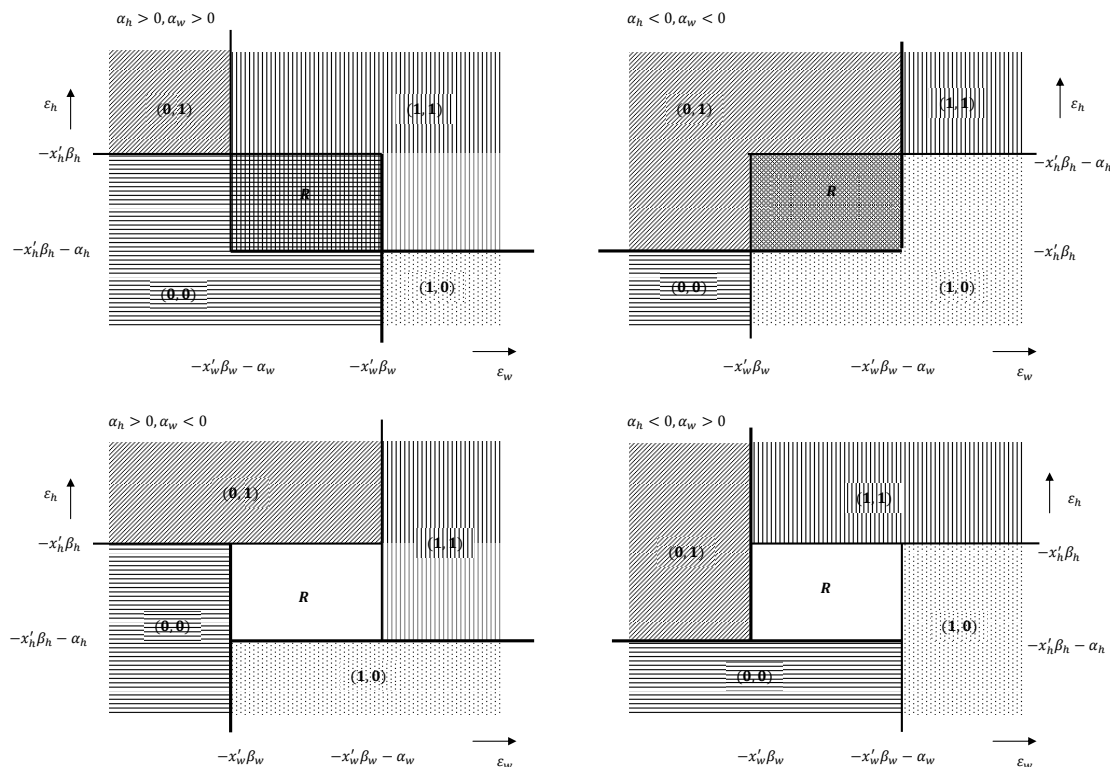 α_h > 0, α_w > 0
ε_h
(0,1)
(1,1)
−x′_hβ_h
R
−x′_hβ_h − α_h
(0,0)
(1,0)
−x′_wβ_w − α_w
−x′_wβ_w
ε_w
α_h < 0, α_w < 0
(0,1)
(1,1)
ε_h
−x′_hβ_h − α_h
R
−x′_hβ_h
(0,0)
(1,0)
−x′_wβ_w
−x′_wβ_w − α_w
ε_w
α_h > 0, α_w < 0
ε_h
(0,1)
(1,1)
−x′_hβ_h
R
(0,0)
−x′_hβ_h − α_h
(1,0)
−x′_wβ_w
−x′_wβ_w − α_w
ε_w
α_h < 0, α_w > 0
(1,1)
ε_h
(0,1)
−x′_hβ_h
R
(1,0)
−x′_hβ_h − α_h
(0,0)
−x′_wβ_w
−x′_wβ_w − α_w
ε_w